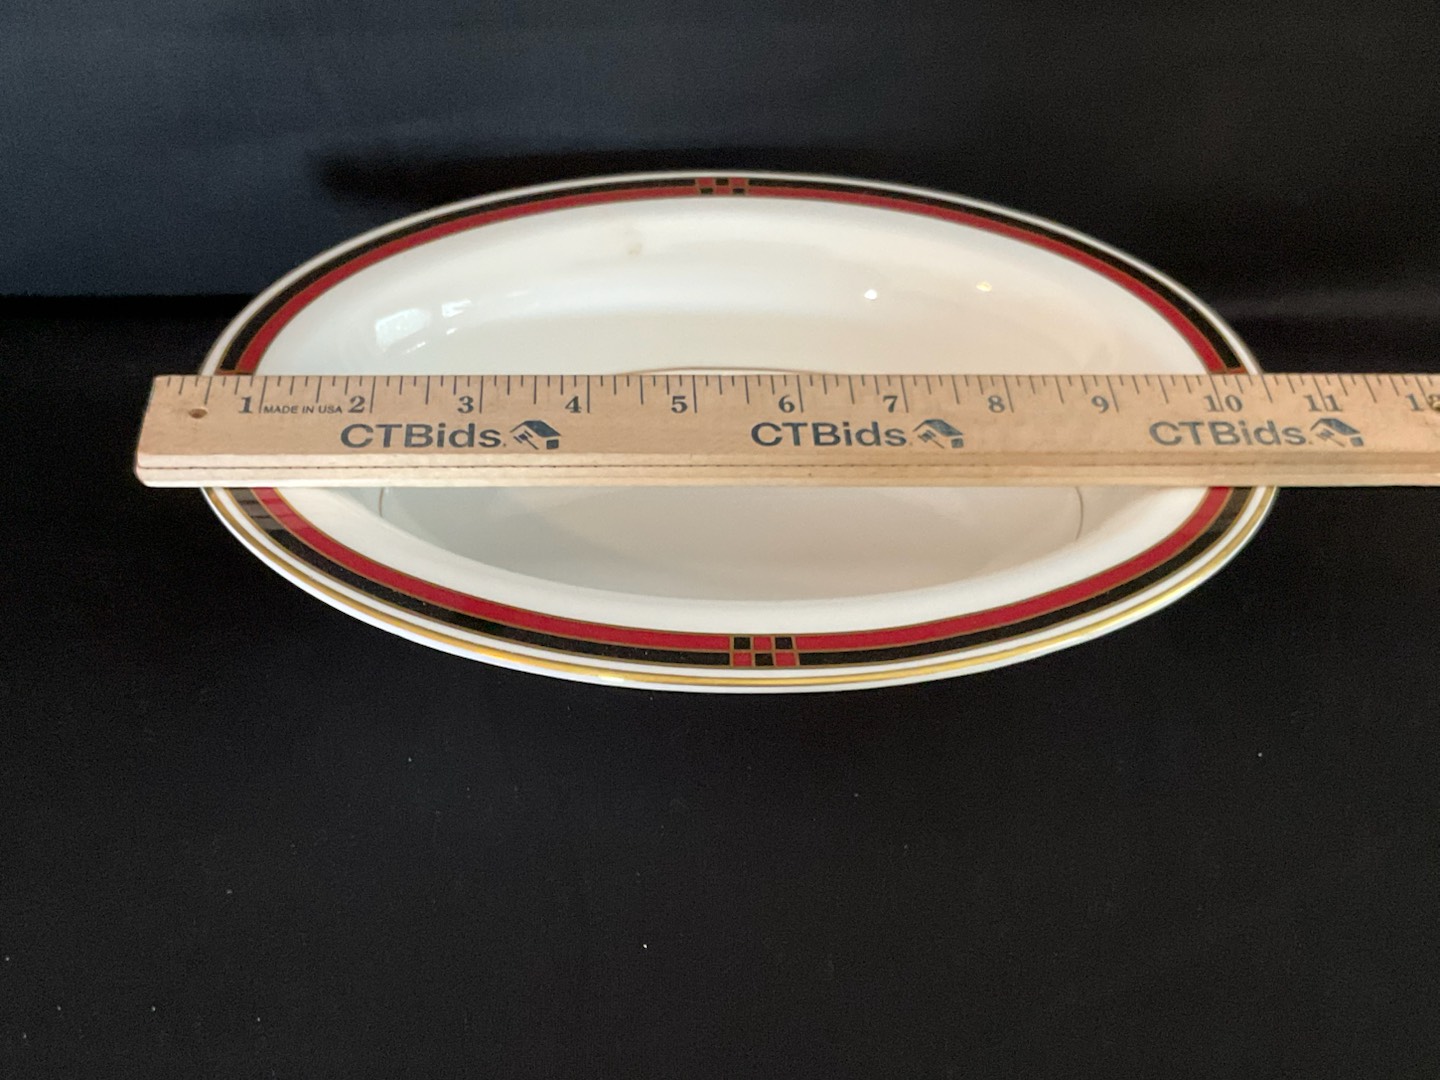 1 MADE IN USA 2 3 4 5 6 7 8 9 10 11 12
CTBids. CTBids. CTBids.